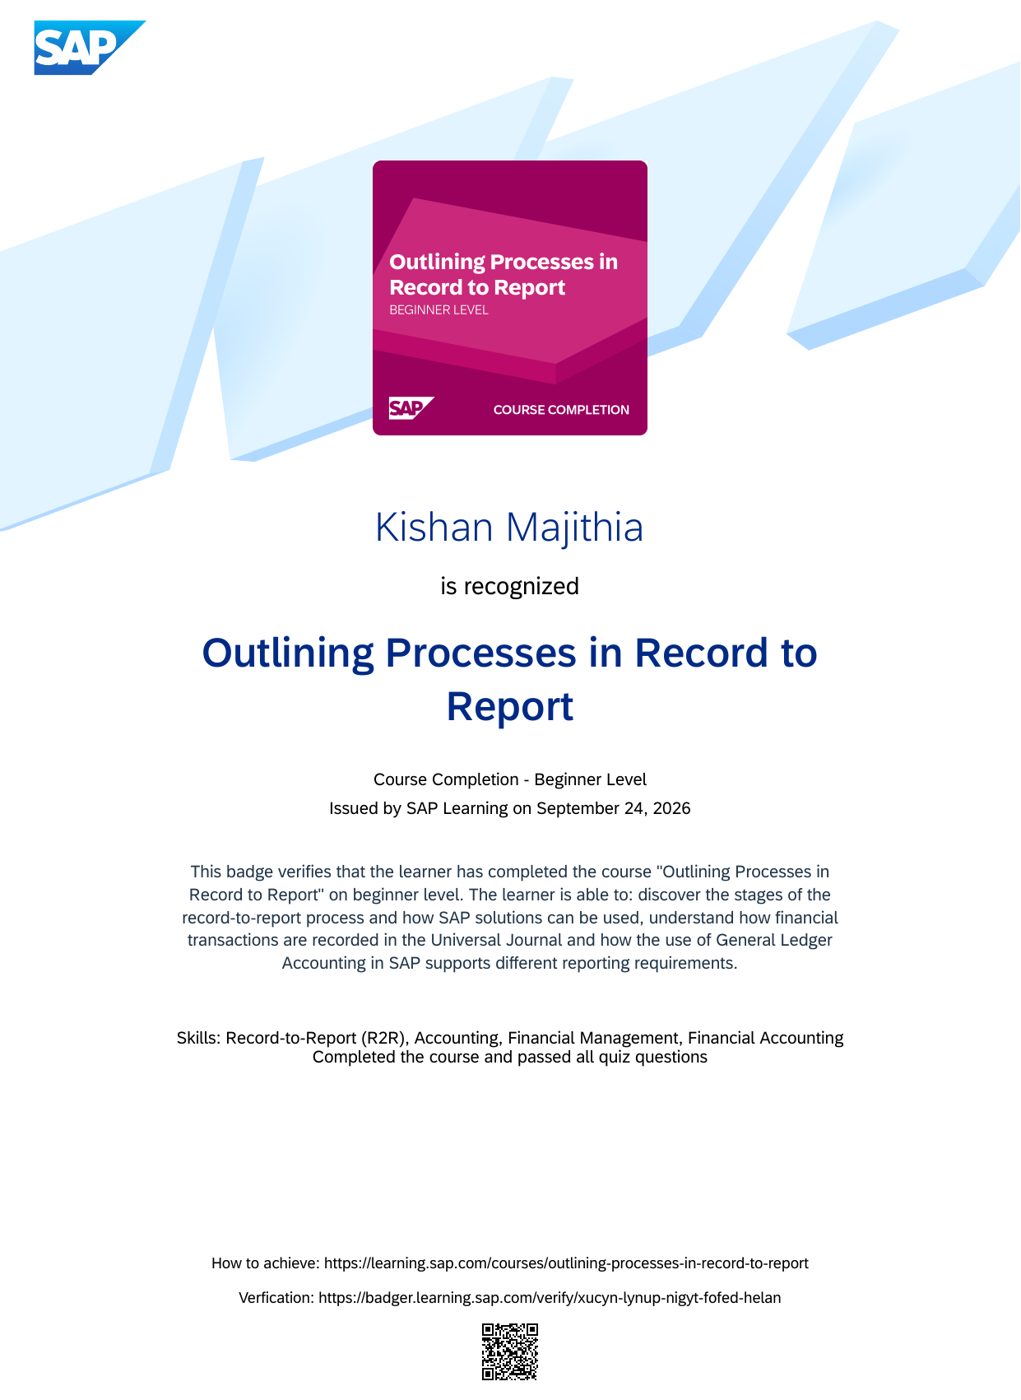 SAP
Outlining Processes in
Record to Report
BEGINNER LEVEL
SAP
COURSE COMPLETION
Kishan Majithia
is recognized
Outlining Processes in Record to
Report
Course Completion - Beginner Level
Issued by SAP Learning on September 24, 2026
This badge verifies that the learner has completed the course "Outlining Processes in
Record to Report" on beginner level. The learner is able to: discover the stages of the
record-to-report process and how SAP solutions can be used, understand how financial
transactions are recorded in the Universal Journal and how the use of General Ledger
Accounting in SAP supports different reporting requirements.
Skills: Record-to-Report (R2R), Accounting, Financial Management, Financial Accounting
Completed the course and passed all quiz questions
How to achieve: https://learning.sap.com/courses/outlining-processes-in-record-to-report
Verfication: https://badger.learning.sap.com/verify/xucyn-lynup-nigyt-fofed-helan